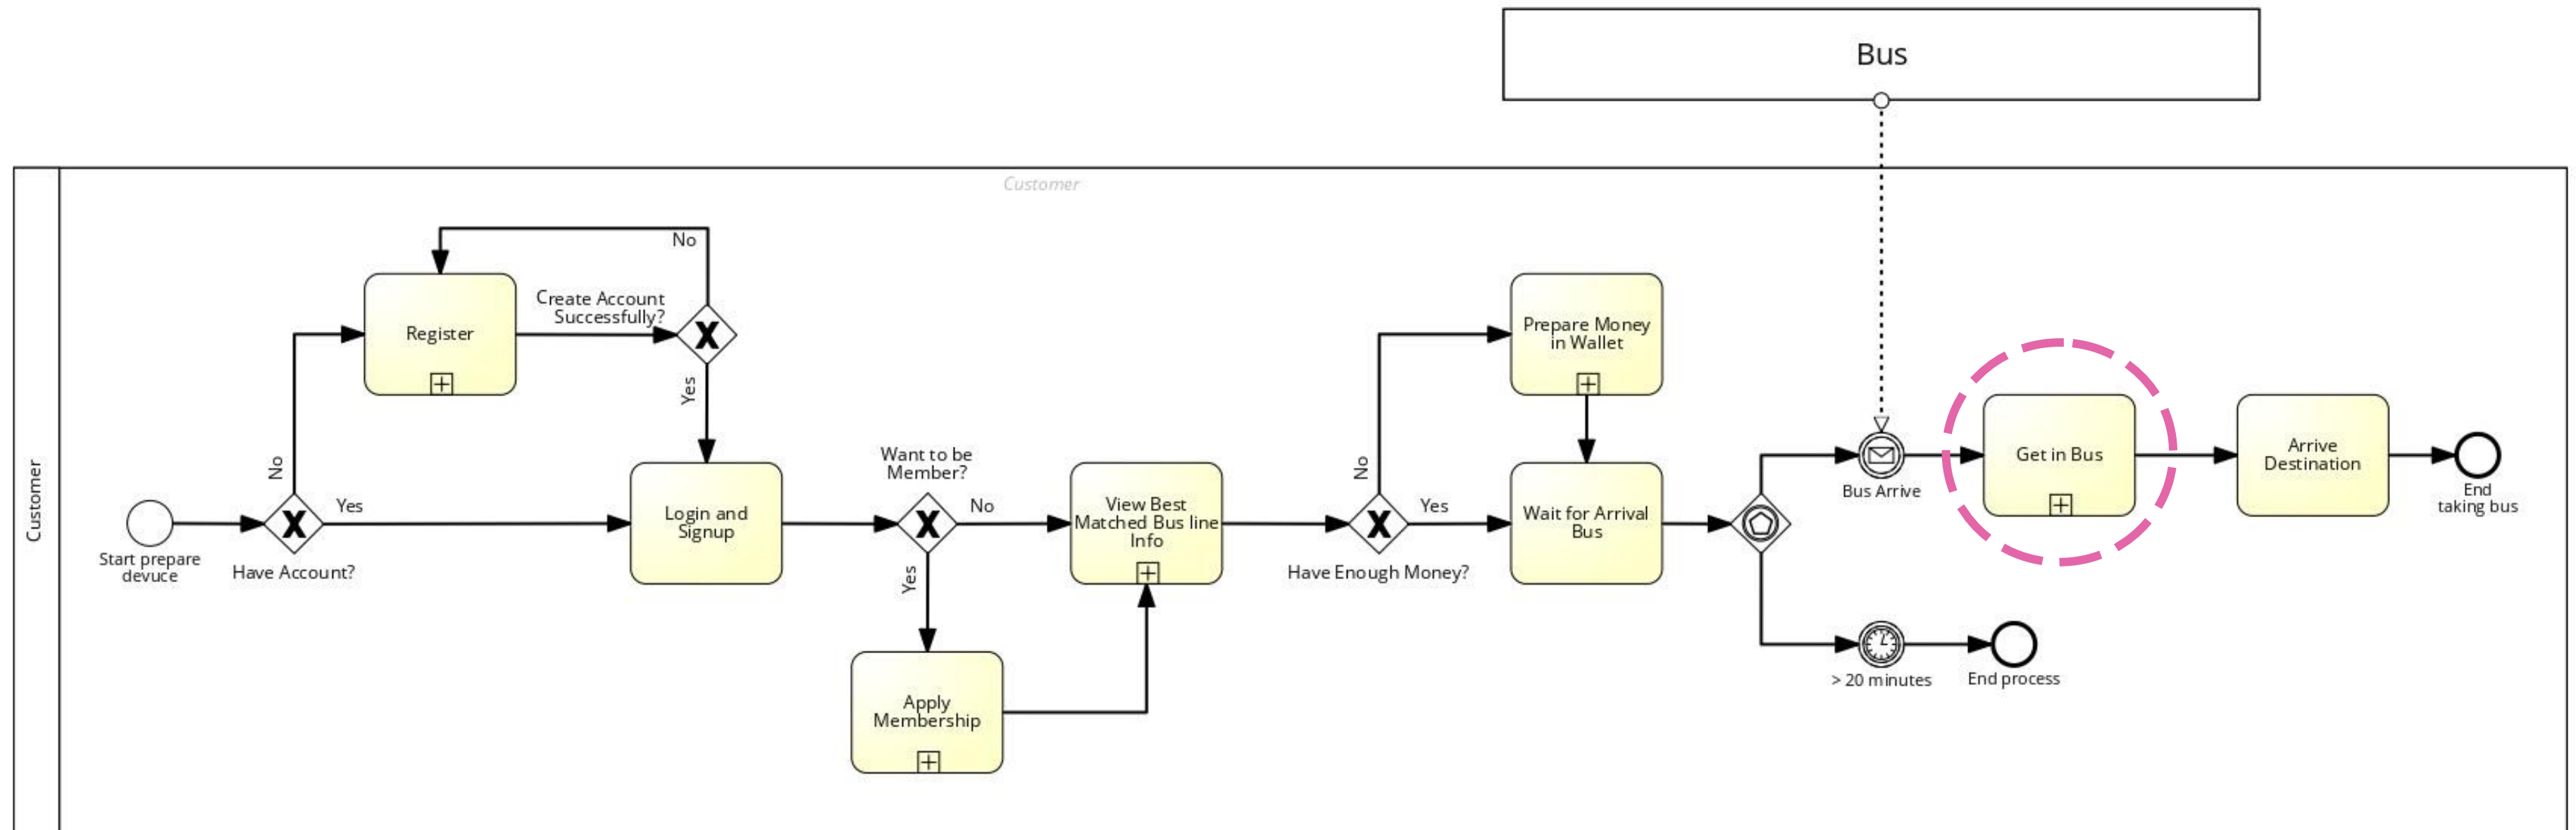 Bus
Customer
Customer
No
Create Account
Successfully?
Register
Prepare Money
in Wallet
Yes
Want to be
Member?
No
No
Get in Bus
Arrive
Destination
Bus Arrive
End
taking bus
Yes
Login and
Signup
No
View Best
Matched Bus line
Info
Yes
Wait for Arrival
Bus
Start prepare
devuce
Have Account?
Yes
Have Enough Money?
Apply
Membership
> 20 minutes
End process